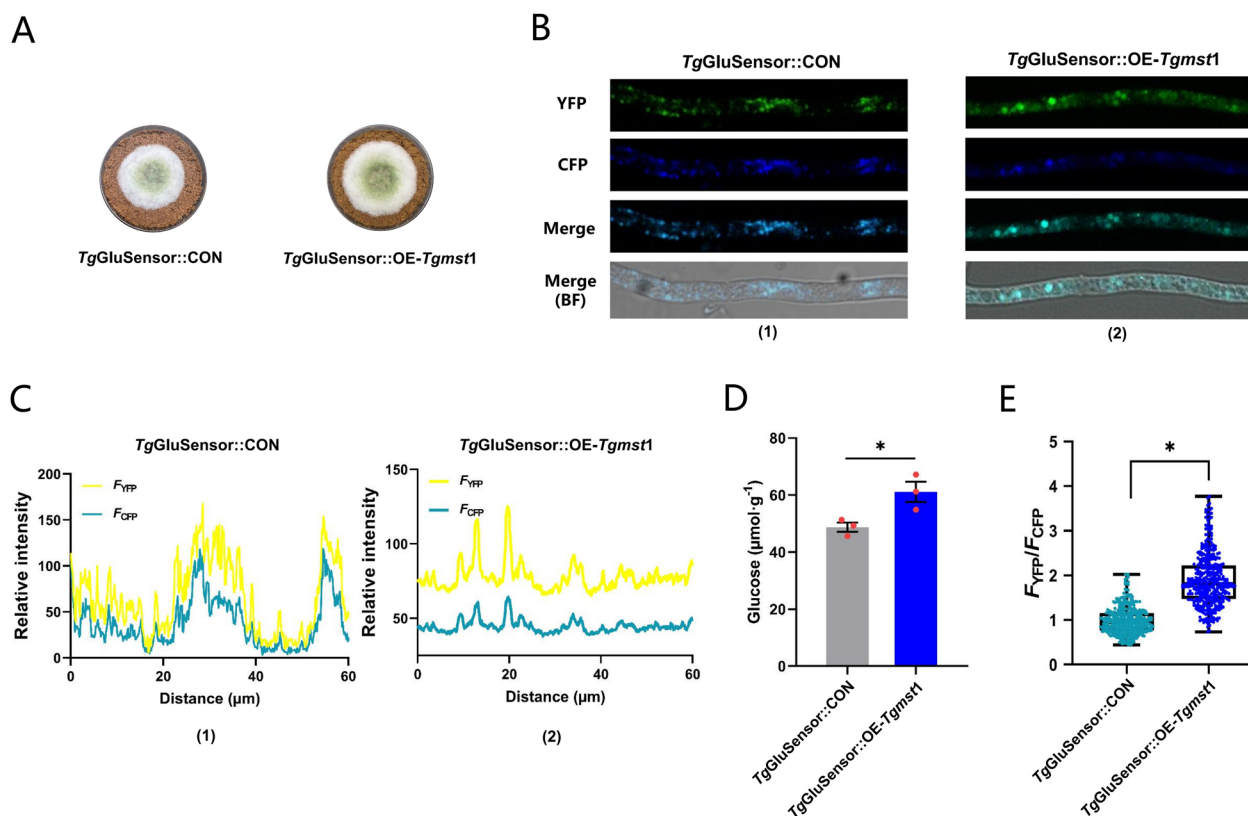 A
TgGluSensor::CON
TgGluSensor::OE-Tgmst1
B
TgGluSensor::CON
TgGluSensor::OE-Tgmst1
YFP
CFP
Merge
Merge
(BF)
(1)
(2)
C
TgGluSensor::CON
Relative intensity
200
150
100
50
0
FYFP
FCFP
0
20
40
60
Distance (µm)
(1)
TgGluSensor::OE-Tgmst1
Relative intensity
150
100
50
FYFP
FCFP
0
20
40
60
Distance (µm)
(2)
D
Glucose (µmol·g⁻¹)
80
60
40
20
0
*
TgGluSensor::CON
TgGluSensor::OE-Tgmst1
E
FYFP/FCFP
5
4
3
2
1
0
*
TgGluSensor::CON
TgGluSensor::OE-Tgmst1